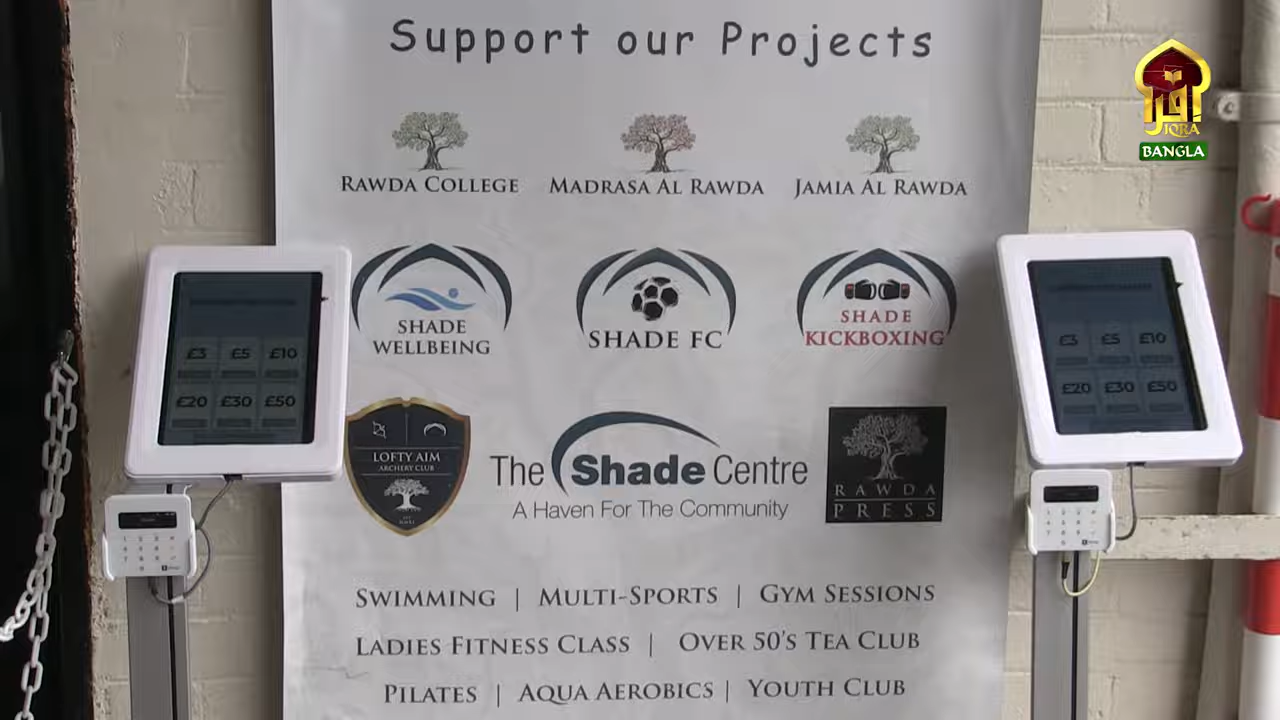 Support our Projects
RAWDA COLLEGE
MADRASA AL RAWDA
JAMIA AL RAWDA
SHADE
WELLBEING
SHADE FC
SHADE
KICKBOXING
LOFTY AIM
ARCHERY CLUB
The Shade Centre
A Haven For The Community
RAWDA
PRESS
SWIMMING | MULTI-SPORTS | GYM SESSIONS
LADIES FITNESS CLASS | OVER 50'S TEA CLUB
PILATES | AQUA AEROBICS | YOUTH CLUB
£3 £5 £10
£20 £30 £50
£3 £5 £10
£20 £30 £50
اقرأ
IQRA
BANGLA